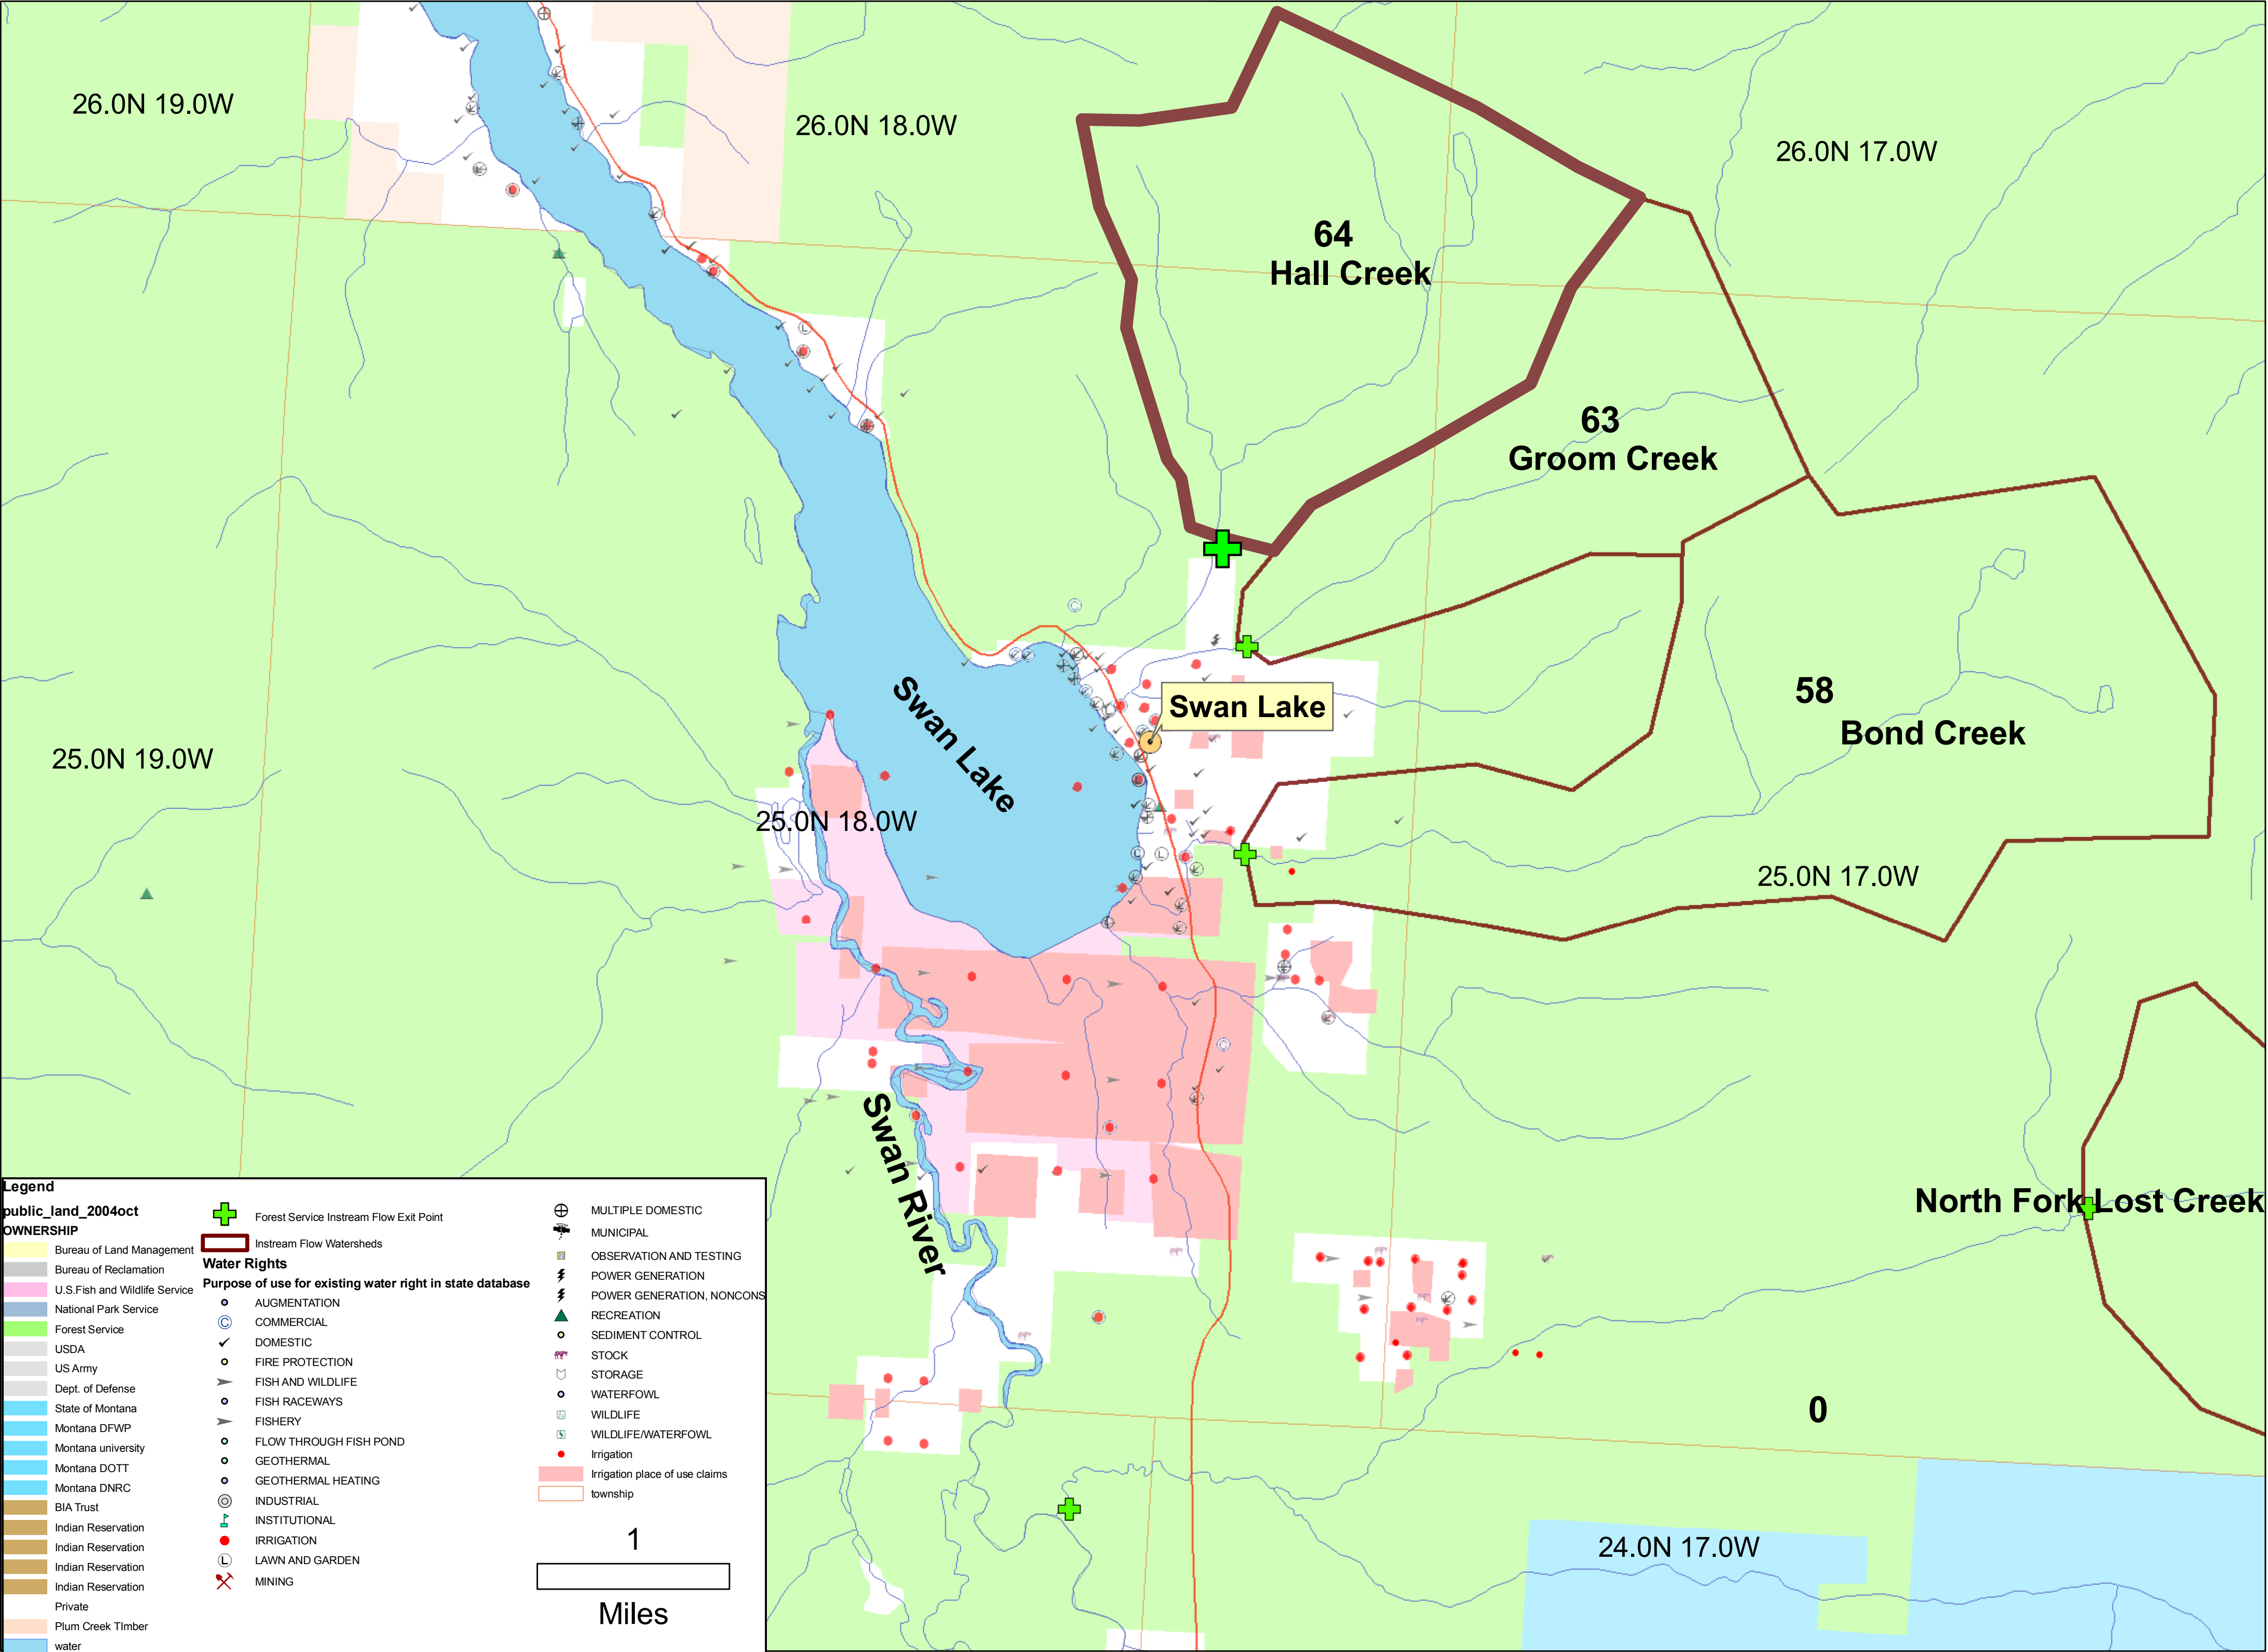 26.0N 19.0W
26.0N 18.0W
26.0N 17.0W
64
Hall Creek
63
Groom Creek
Swan Lake
Swan Lake
58
Bond Creek
25.0N 19.0W
25.0N 18.0W
25.0N 17.0W
Swan River
North Fork Lost Creek
0
24.0N 17.0W
Legend
public_land_2004oct
OWNERSHIP
Bureau of Land Management
Bureau of Reclamation
U.S.Fish and Wildlife Service
National Park Service
Forest Service
USDA
US Army
Dept. of Defense
State of Montana
Montana DFWP
Montana university
Montana DOTT
Montana DNRC
BIA Trust
Indian Reservation
Indian Reservation
Indian Reservation
Indian Reservation
Private
Plum Creek TImber
water
Forest Service Instream Flow Exit Point
Instream Flow Watersheds
Water Rights
Purpose of use for existing water right in state database
AUGMENTATION
COMMERCIAL
DOMESTIC
FIRE PROTECTION
FISH AND WILDLIFE
FISH RACEWAYS
FISHERY
FLOW THROUGH FISH POND
GEOTHERMAL
GEOTHERMAL HEATING
INDUSTRIAL
INSTITUTIONAL
IRRIGATION
LAWN AND GARDEN
MINING
MULTIPLE DOMESTIC
MUNICIPAL
OBSERVATION AND TESTING
POWER GENERATION
POWER GENERATION, NONCONS
RECREATION
SEDIMENT CONTROL
STOCK
STORAGE
WATERFOWL
WILDLIFE
WILDLIFE/WATERFOWL
Irrigation
Irrigation place of use claims
township
1
Miles